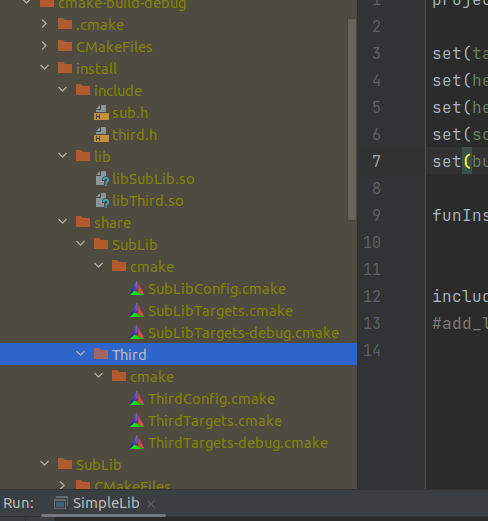 cmake-build-debug
.cmake
CMakeFiles
install
include
sub.h
third.h
lib
libSubLib.so
libThird.so
share
SubLib
cmake
SubLibConfig.cmake
SubLibTargets.cmake
SubLibTargets-debug.cmake
Third
cmake
ThirdConfig.cmake
ThirdTargets.cmake
ThirdTargets-debug.cmake
SubLib
CMakeFiles
1 proje
2
3 set(ta
4 set(he
5 set(he
6 set(so
7 set(bu
8
9 funIns
10
11
12 includ
13 #add_l
14
Run: SimpleLib